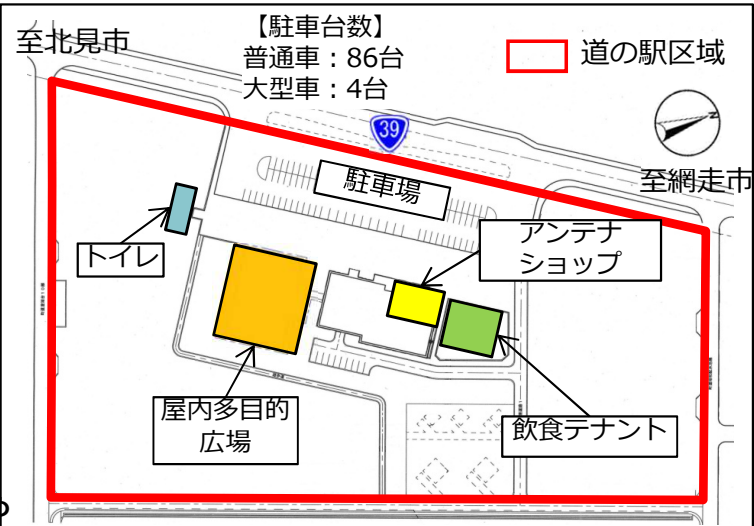 至北見市
【駐車台数】
普通車：86台
大型車：4台
道の駅区域
39
N
至網走市
駐車場
アンテナ
ショップ
トイレ
屋内多目的
広場
飲食テナント